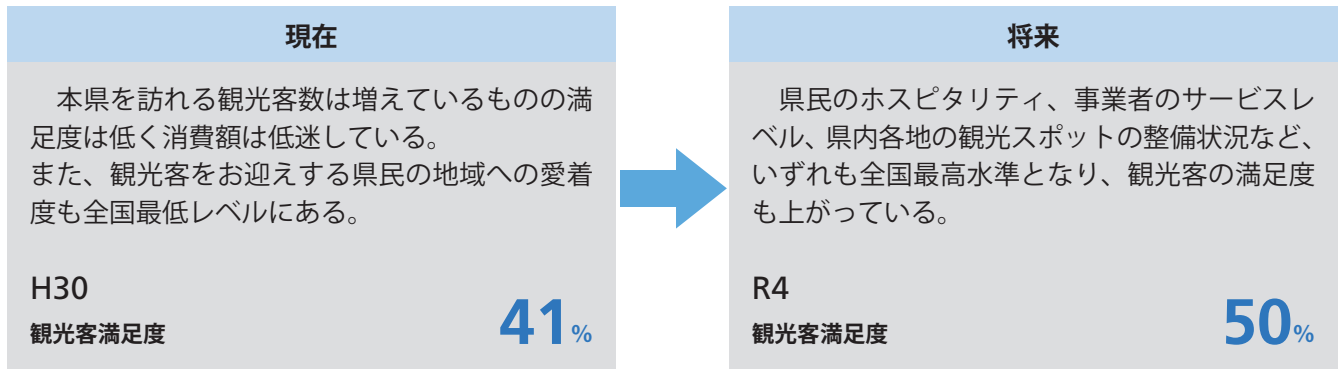 現在
　本県を訪れる観光客数は増えているものの満
足度は低く消費額は低迷している。
また、観光客をお迎えする県民の地域への愛着
度も全国最低レベルにある。
H30
観光客満足度
41%
将来
　県民のホスピタリティ、事業者のサービスレ
ベル、県内各地の観光スポットの整備状況など、
いずれも全国最高水準となり、観光客の満足度
も上がっている。
R4
観光客満足度
50%